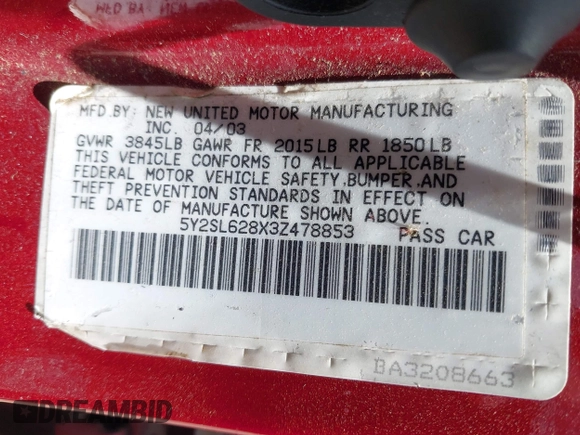 MFD.BY: NEW UNITED MOTOR MANUFACTURING
INC. 04/03
GVWR 3845LB GAWR FR 2015LB RR 1850LB
THIS VEHICLE CONFORMS TO ALL APPLICABLE
FEDERAL MOTOR VEHICLE SAFETY,BUMPER,AND
THEFT PREVENTION STANDARDS IN EFFECT ON
THE DATE OF MANUFACTURE SHOWN ABOVE.
5Y2SL628X3Z478853 PASS CAR
BA3208663
DREAMBID